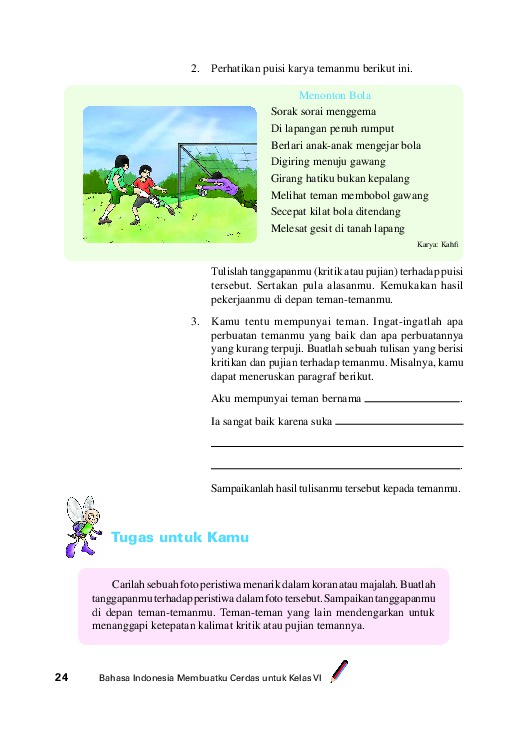 2. Perhatikan puisi karya temanmu berikut ini.
Menonton Bola
Sorak sorai menggema
Di lapangan penuh rumput
Berlari anak-anak mengejar bola
Digiring menuju gawang
Girang hatiku bukan kepalang
Melihat teman membobol gawang
Secepat kilat bola ditendang
Melesat gesit di tanah lapang
Karya: Kahfi
Tulislah tanggapanmu (kritik atau pujian) terhadap puisi
tersebut. Sertakan pula alasanmu. Kemukakan hasil
pekerjaanmu di depan teman-temanmu.
3. Kamu tentu mempunyai teman. Ingat-ingatlah apa
perbuatan temanmu yang baik dan apa perbuatannya
yang kurang terpuji. Buatlah sebuah tulisan yang berisi
kritikan dan pujian terhadap temanmu. Misalnya, kamu
dapat meneruskan paragraf berikut.
Aku mempunyai teman bernama ____________.
Ia sangat baik karena suka ____________
____________
____________.
Sampaikanlah hasil tulisanmu tersebut kepada temanmu.
Tugas untuk Kamu
Carilah sebuah foto peristiwa menarik dalam koran atau majalah. Buatlah
tanggapanmu terhadap peristiwa dalam foto tersebut. Sampaikan tanggapanmu
di depan teman-temanmu. Teman-teman yang lain mendengarkan untuk
menanggapi ketepatan kalimat kritik atau pujian temannya.
24 Bahasa Indonesia Membuatku Cerdas untuk Kelas VI